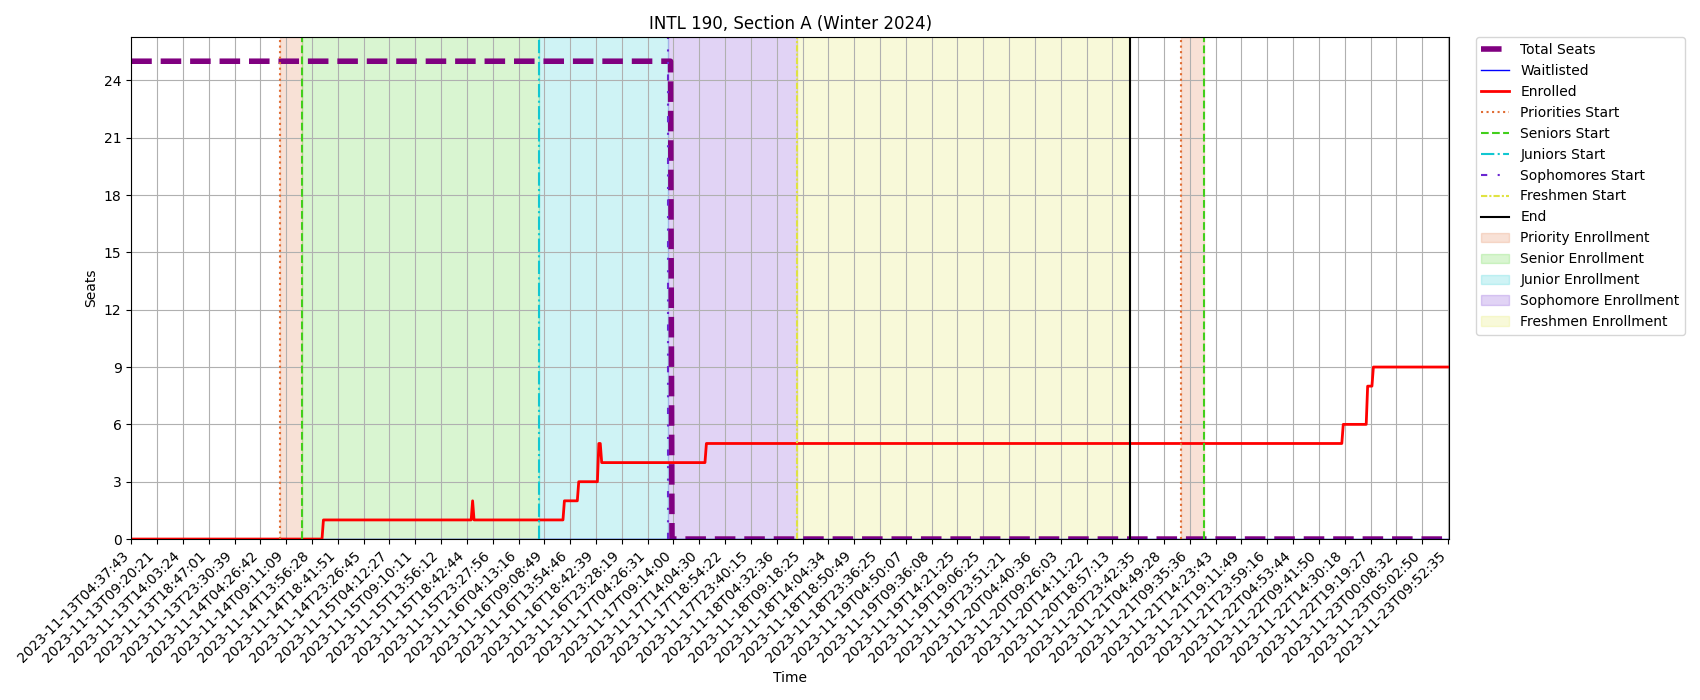 INTL 190, Section A (Winter 2024)
Seats
24
21
18
15
12
9
6
3
0
2023-11-13T04:37:43
2023-11-13T09:20:21
2023-11-13T14:03:24
2023-11-13T18:47:01
2023-11-13T23:30:39
2023-11-14T04:26:42
2023-11-14T09:11:09
2023-11-14T13:56:28
2023-11-14T18:41:51
2023-11-14T23:26:45
2023-11-15T04:12:27
2023-11-15T09:10:11
2023-11-15T13:56:12
2023-11-15T18:42:44
2023-11-15T23:27:56
2023-11-16T04:13:16
2023-11-16T09:08:49
2023-11-16T13:54:46
2023-11-16T18:42:39
2023-11-16T23:28:19
2023-11-17T04:26:31
2023-11-17T09:14:00
2023-11-17T14:04:30
2023-11-17T18:54:22
2023-11-17T23:40:15
2023-11-18T04:32:36
2023-11-18T09:18:25
2023-11-18T14:04:34
2023-11-18T18:50:49
2023-11-18T23:36:25
2023-11-19T04:50:07
2023-11-19T09:36:08
2023-11-19T14:21:25
2023-11-19T19:06:25
2023-11-19T23:51:21
2023-11-20T04:40:36
2023-11-20T09:26:03
2023-11-20T14:11:22
2023-11-20T18:57:13
2023-11-20T23:42:35
2023-11-21T04:49:28
2023-11-21T09:35:36
2023-11-21T14:23:43
2023-11-21T19:11:49
2023-11-21T23:59:16
2023-11-22T04:53:44
2023-11-22T09:41:50
2023-11-22T14:30:18
2023-11-22T19:19:27
2023-11-23T00:08:32
2023-11-23T05:02:50
2023-11-23T09:52:35
Time
Total Seats
Waitlisted
Enrolled
Priorities Start
Seniors Start
Juniors Start
Sophomores Start
Freshmen Start
End
Priority Enrollment
Senior Enrollment
Junior Enrollment
Sophomore Enrollment
Freshmen Enrollment